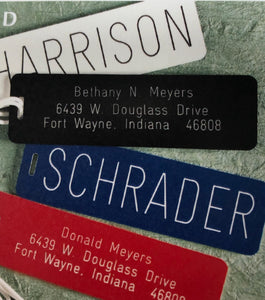 D
HARRISON
Bethany N. Meyers
6439 W. Douglass Drive
Fort Wayne, Indiana 46808
SCHRADER
Donald Meyers
6439 W. Douglass Drive
Fort Wayne, Indiana 46808